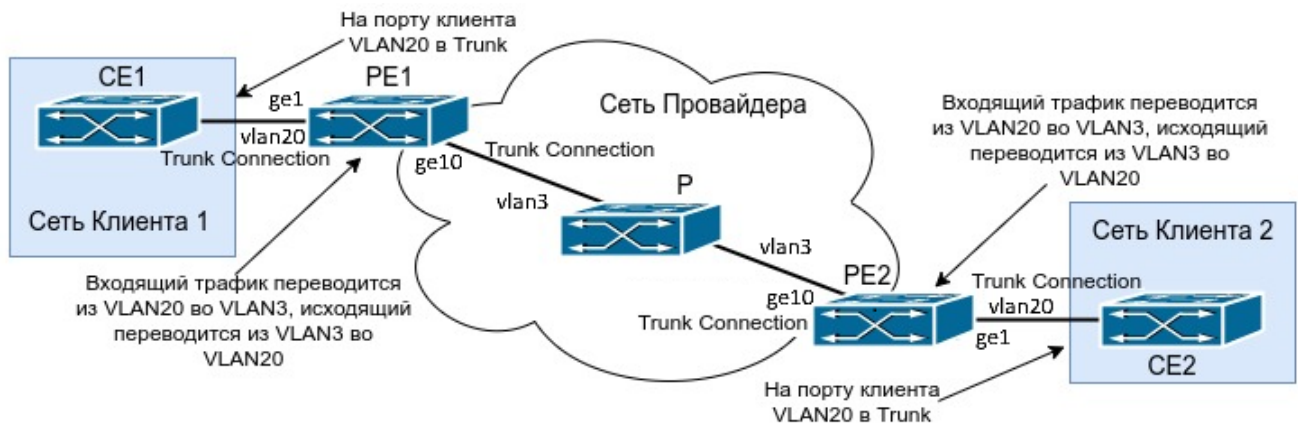 На порту клиента
VLAN20 в Trunk
CE1
ge1
PE1
vlan20
Trunk Connection
ge10
Сеть Клиента 1
Сеть Провайдера
Trunk Connection
vlan3
P
vlan3
Входящий трафик переводится
из VLAN20 во VLAN3, исходящий
переводится из VLAN3 во
VLAN20
Входящий трафик переводится
из VLAN20 во VLAN3, исходящий
переводится из VLAN3 во
VLAN20
Сеть Клиента 2
PE2
ge10
Trunk Connection
Trunk Connection
vlan20
ge1
CE2
На порту клиента
VLAN20 в Trunk